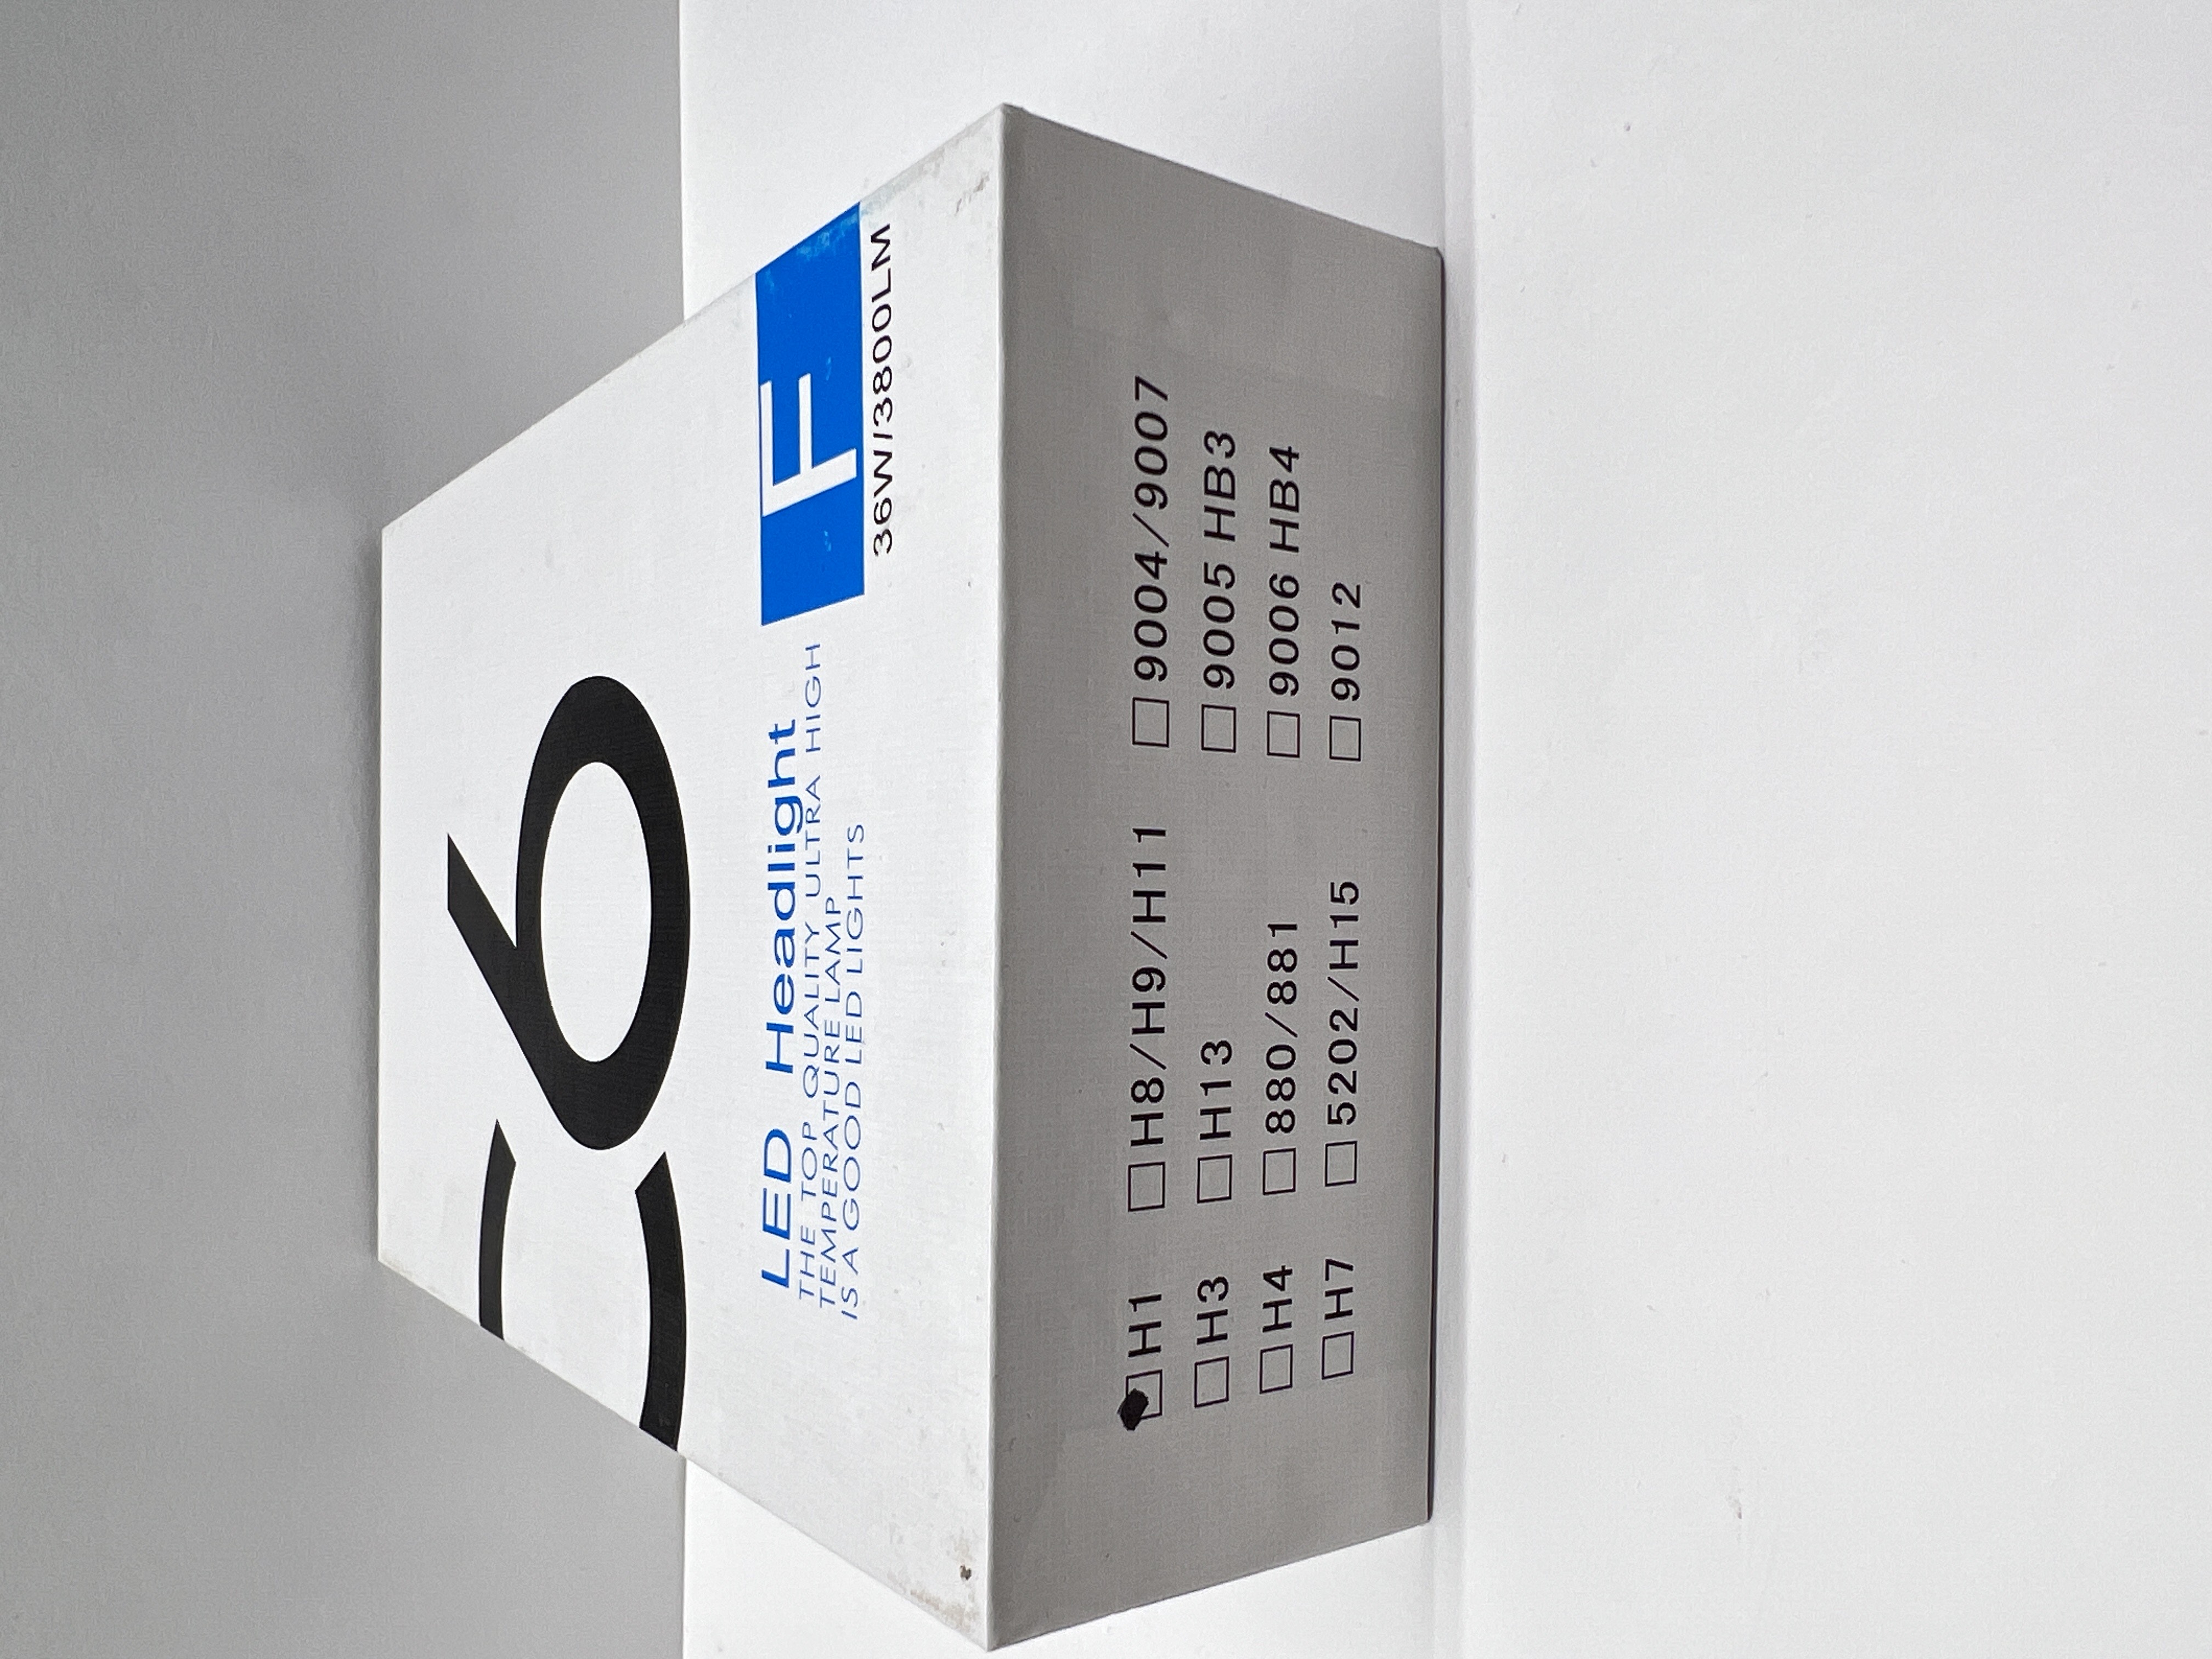 C6
LED Headlight
THE TOP QUALITY ULTRA HIGH
TEMPERATURE LAMP
IS A GOOD LED LIGHTS
F
36W/3800LM
H1
H3
H4
H7
H8/H9/H11
H13
880/881
5202/H15
9004/9007
9005 HB3
9006 HB4
9012